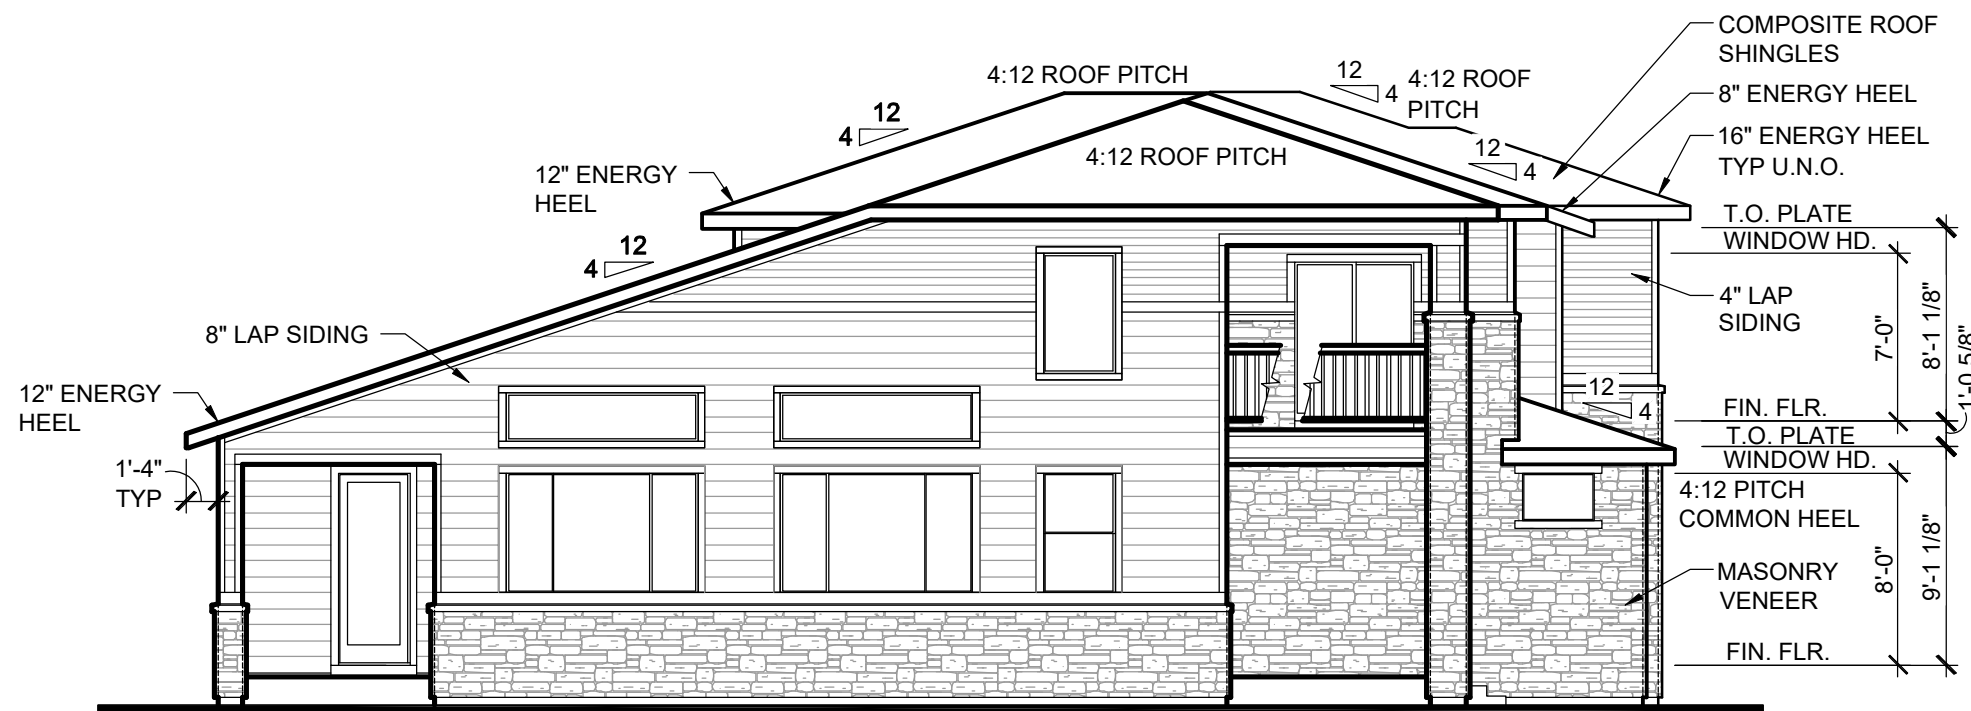 COMPOSITE ROOF
SHINGLES
4:12 ROOF PITCH
12
4
4:12 ROOF
PITCH
8" ENERGY HEEL
12
4
16" ENERGY HEEL
TYP U.N.O.
4:12 ROOF PITCH
12
4
12" ENERGY
HEEL
T.O. PLATE
WINDOW HD.
12
4
4" LAP
SIDING
8" LAP SIDING
7'-0"
8'-1 1/8"
1'-0 5/8"
12" ENERGY
HEEL
12
4
FIN. FLR.
T.O. PLATE
WINDOW HD.
1'-4"
TYP
4:12 PITCH
COMMON HEEL
MASONRY
VENEER
8'-0"
9'-1 1/8"
FIN. FLR.